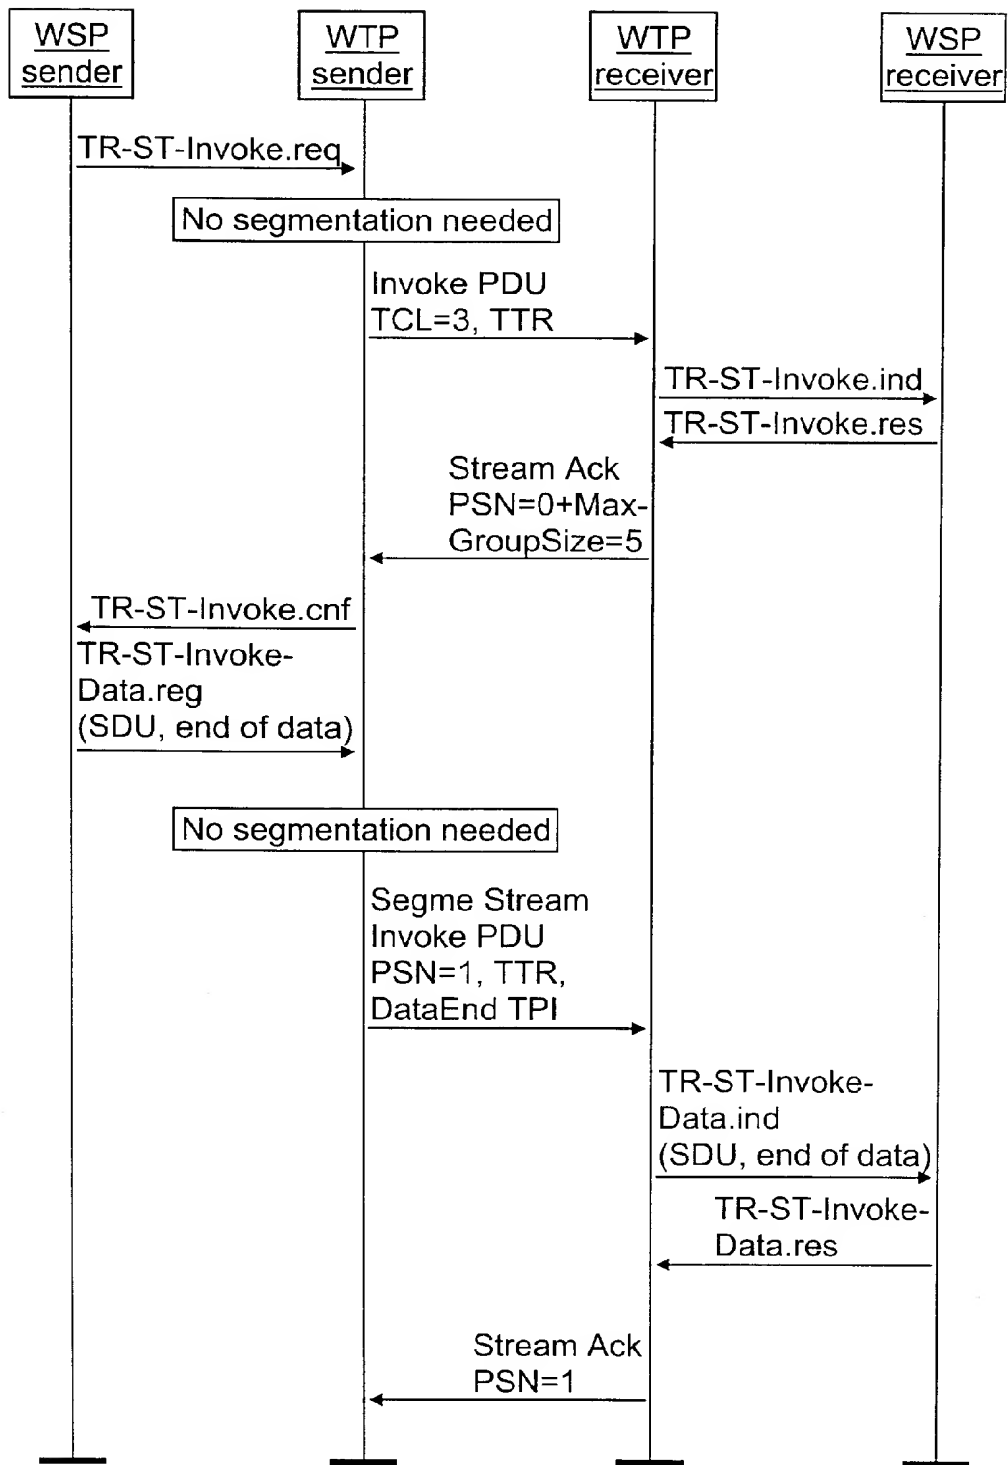 WSP
sender
WTP
sender
WTP
receiver
WSP
receiver
TR-ST-Invoke.req
No segmentation needed
Invoke PDU
TCL=3, TTR
TR-ST-Invoke.ind
TR-ST-Invoke.res
Stream Ack
PSN=0+Max-
GroupSize=5
TR-ST-Invoke.cnf
TR-ST-Invoke-
Data.reg
(SDU, end of data)
No segmentation needed
Segme Stream
Invoke PDU
PSN=1, TTR,
DataEnd TPI
TR-ST-Invoke-
Data.ind
(SDU, end of data)
TR-ST-Invoke-
Data.res
Stream Ack
PSN=1